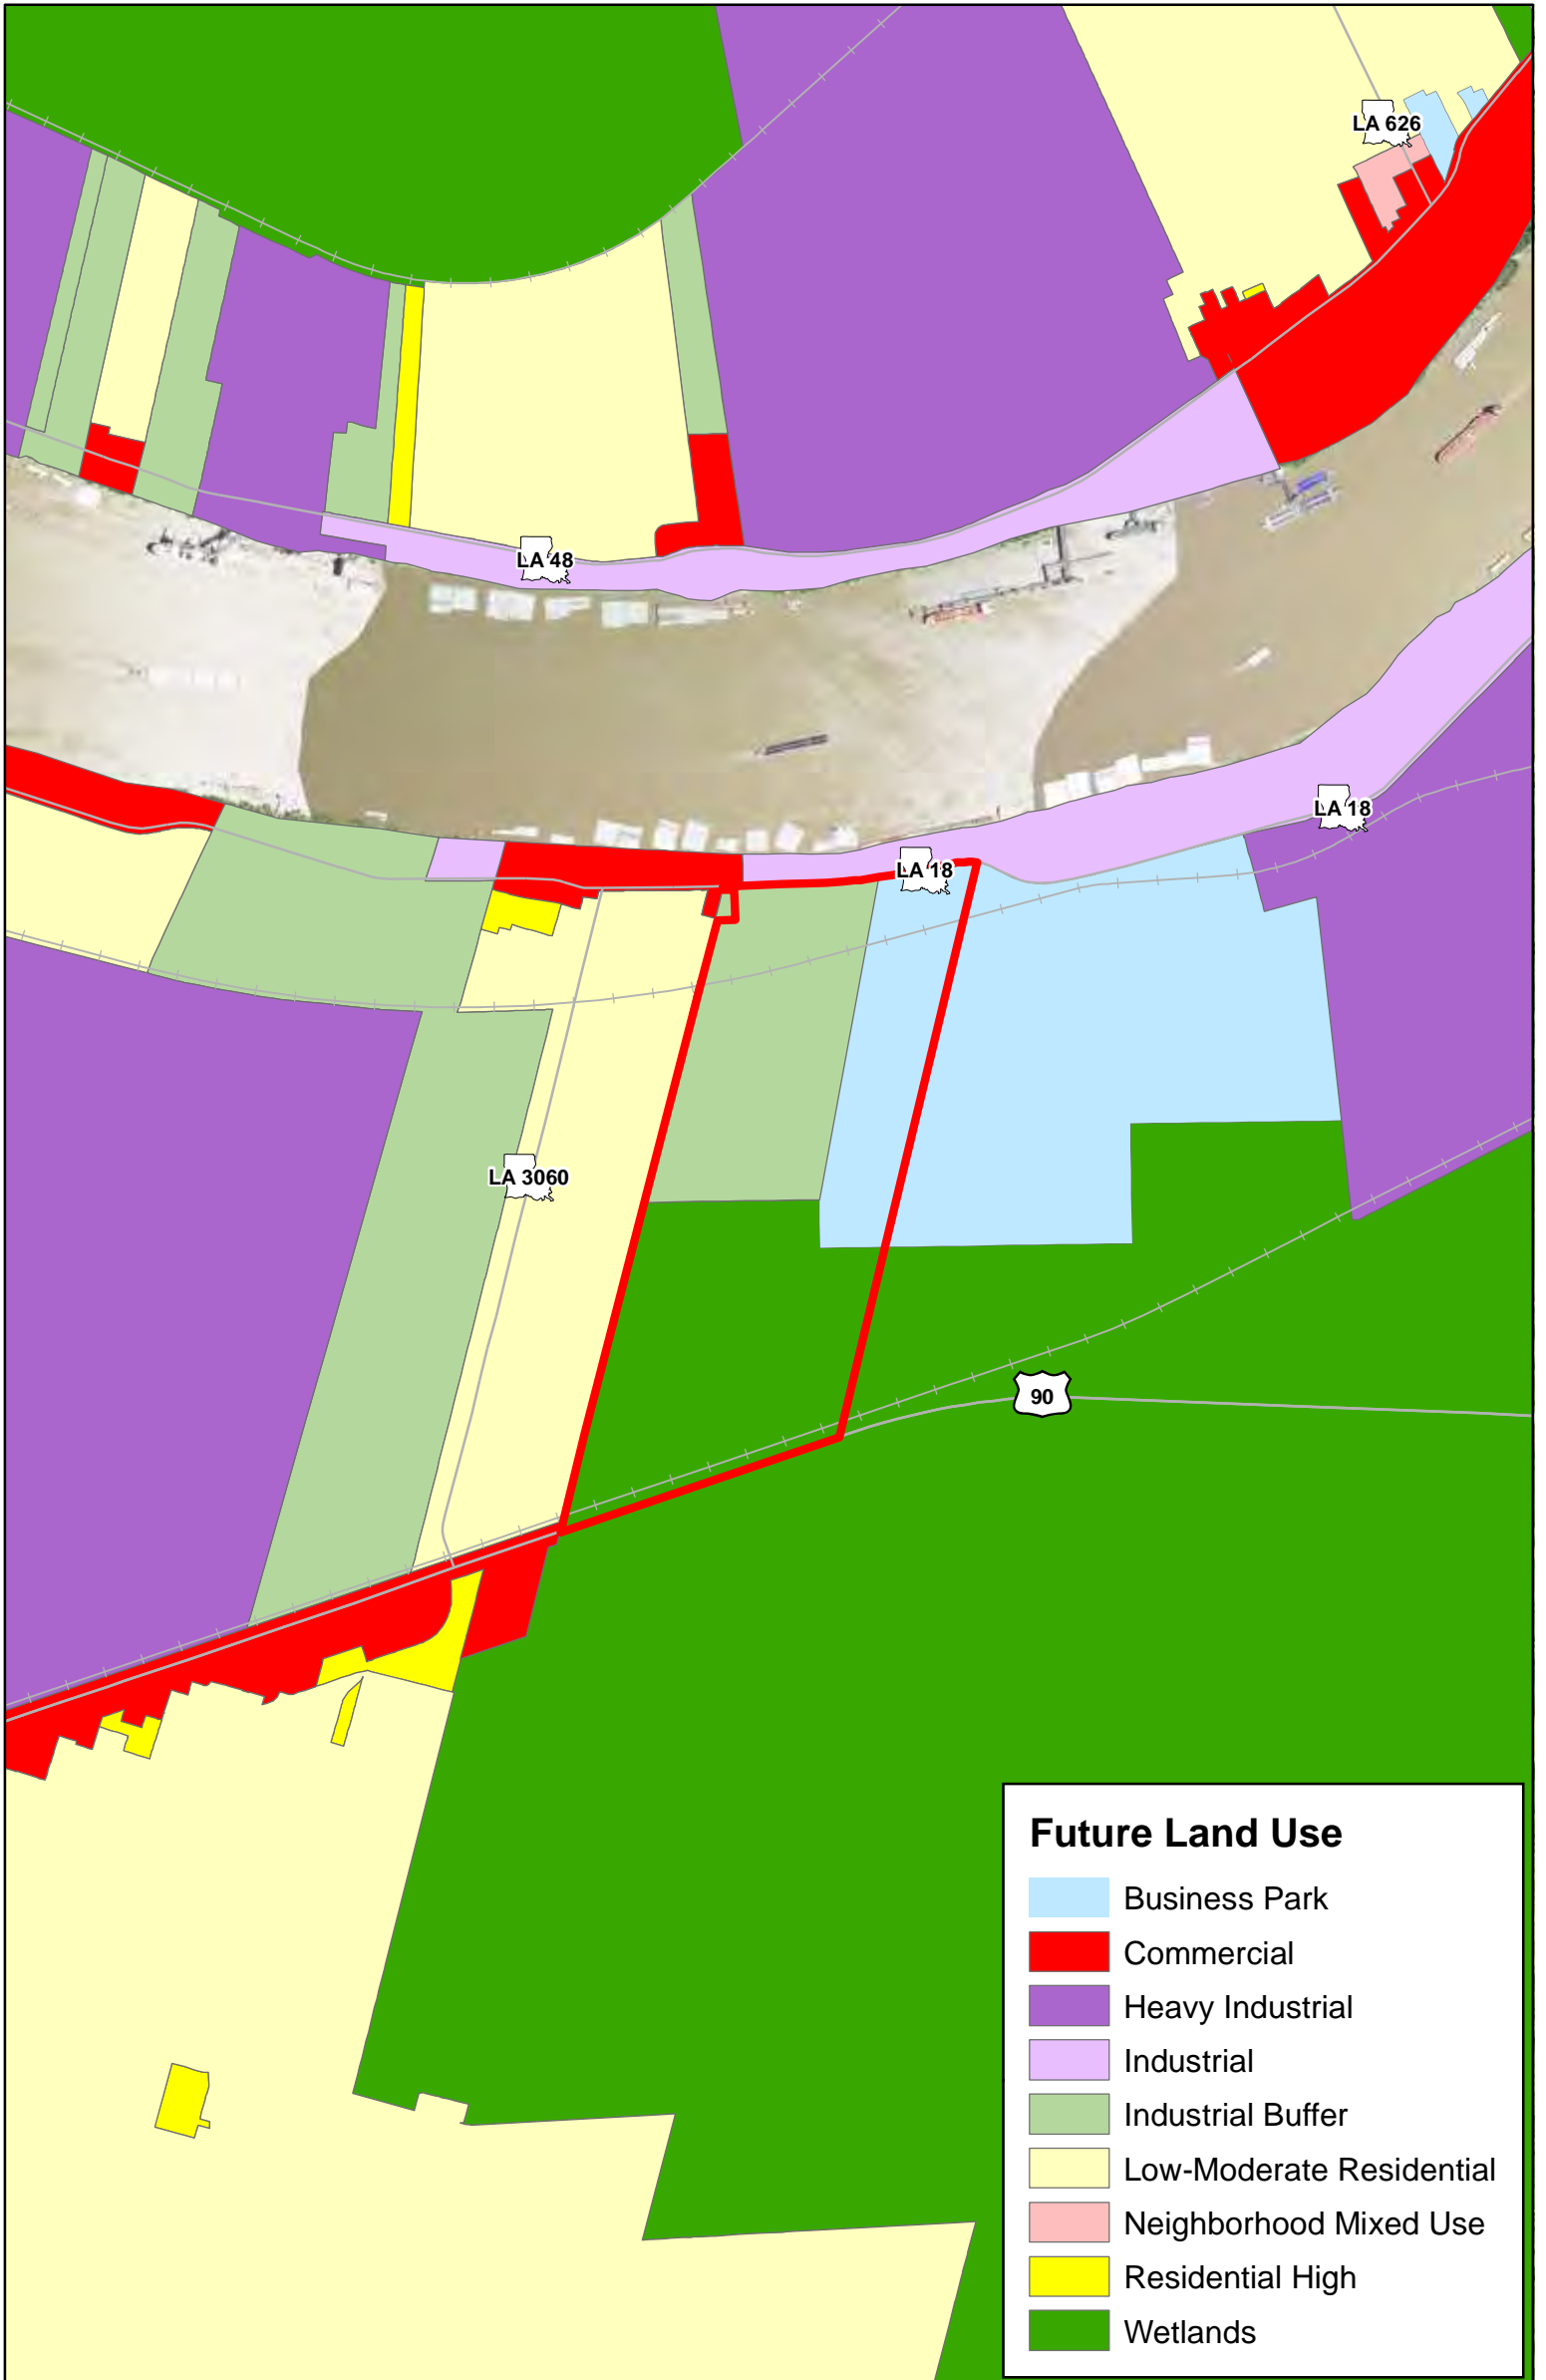 LA 626
LA 48
LA 18
LA 18
LA 3060
90
Future Land Use
Business Park
Commercial
Heavy Industrial
Industrial
Industrial Buffer
Low-Moderate Residential
Neighborhood Mixed Use
Residential High
Wetlands